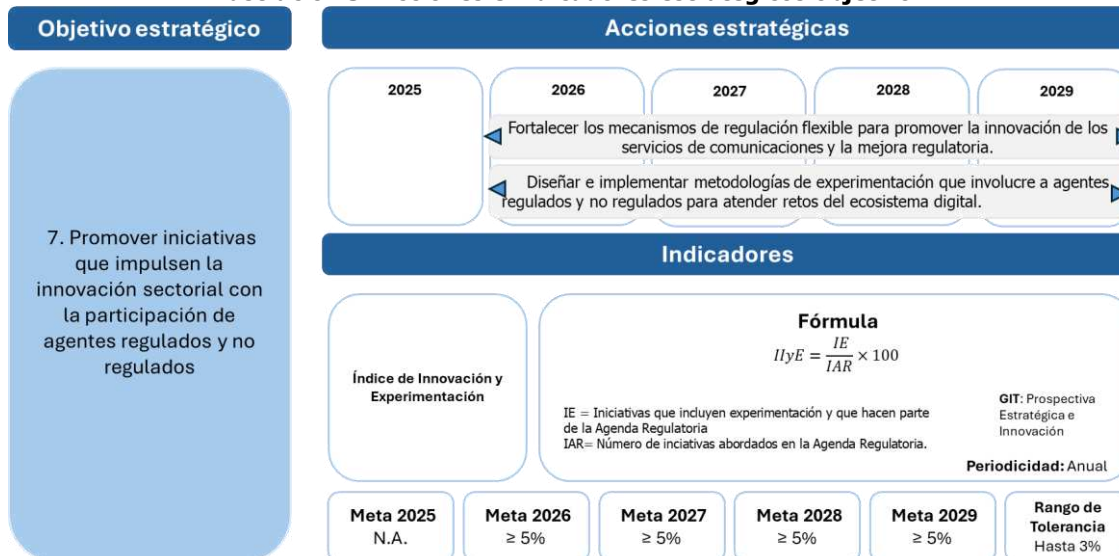 Objetivo estratégico
7. Promover iniciativas
que impulsen la
innovación sectorial con
la participación de
agentes regulados y no
regulados
Acciones estratégicas
2025
2026
2027
2028
2029
Fortalecer los mecanismos de regulación flexible para promover la innovación de los
servicios de comunicaciones y la mejora regulatoria.
Diseñar e implementar metodologías de experimentación que involucre a agentes
regulados y no regulados para atender retos del ecosistema digital.
Indicadores
Índice de Innovación y
Experimentación
Fórmula
IIyE = IE / IAR × 100
IE = Iniciativas que incluyen experimentación y que hacen parte
de la Agenda Regulatoria
IAR= Número de inciativas abordados en la Agenda Regulatoria.
GIT: Prospectiva
Estratégica e
Innovación
Periodicidad: Anual
Meta 2025
N.A.
Meta 2026
≥ 5%
Meta 2027
≥ 5%
Meta 2028
≥ 5%
Meta 2029
≥ 5%
Rango de
Tolerancia
Hasta 3%